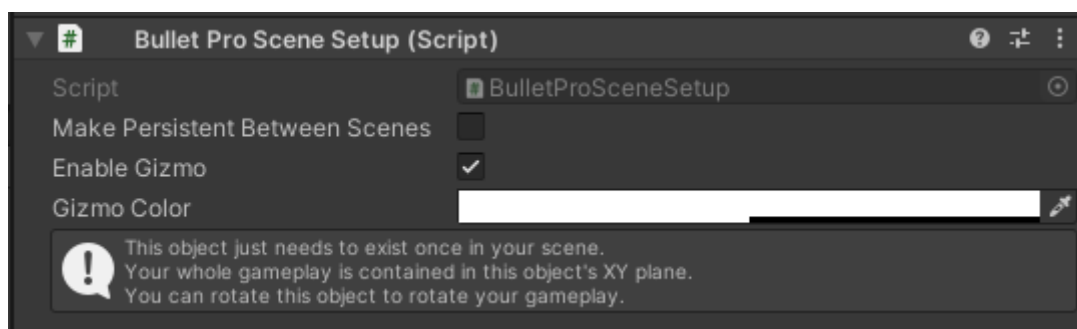 Bullet Pro Scene Setup (Script)
Script BulletProSceneSetup
Make Persistent Between Scenes
Enable Gizmo
Gizmo Color
This object just needs to exist once in your scene.
Your whole gameplay is contained in this object's XY plane.
You can rotate this object to rotate your gameplay.